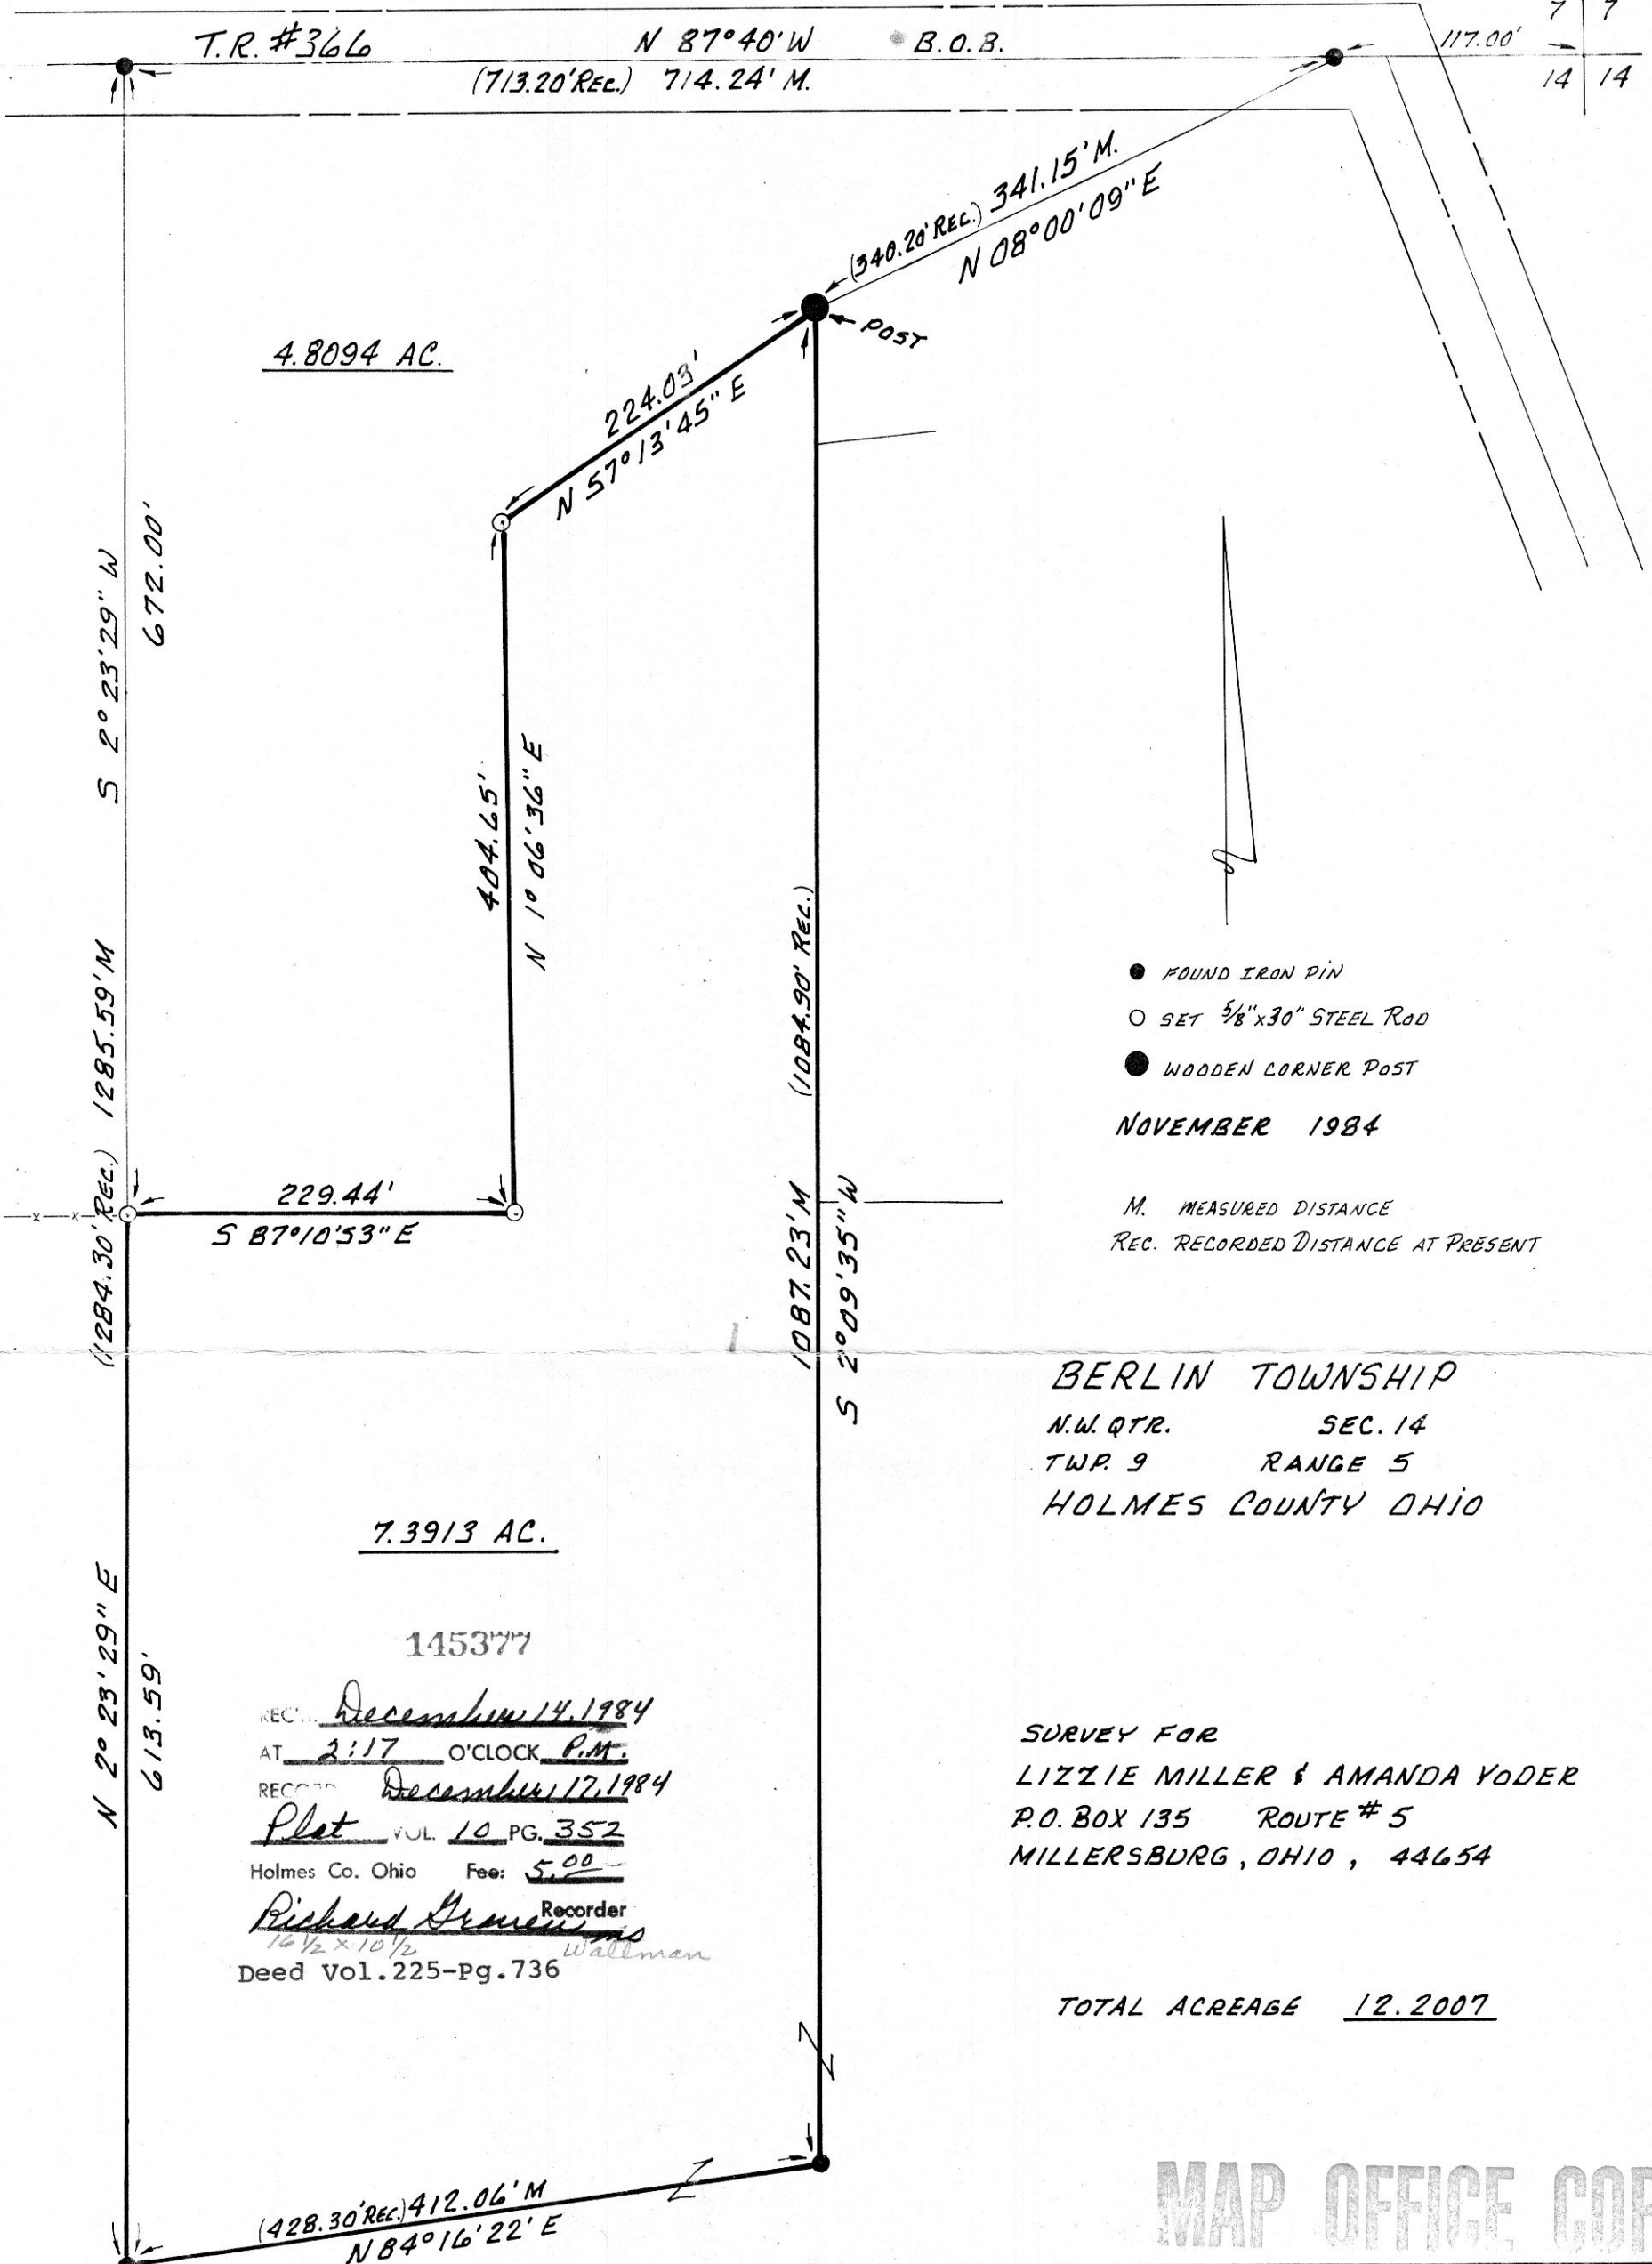 7 7
T.R. #366 N 87°40'W B.O.B. 117.00'
(713.20'REC.) 714.24' M. 14 14
(340.20'REC.) 341.15'M.
N 08°00'09"E
POST
4.8094 AC.
224.03'
N 57°13'45"E
S 2°23'29" W
672.00'
404.65'
N 1°06'36"E
(1084.90' REC.)
1087.23'M
S 2°09'35"W
(1284.30' REC.) 1285.59'M
FOUND IRON PIN
SET 5/8"x30" STEEL ROD
WOODEN CORNER POST
NOVEMBER 1984
x x
229.44'
S 87°10'53"E
M. MEASURED DISTANCE
REC. RECORDED DISTANCE AT PRESENT
BERLIN TOWNSHIP
N.W. QTR. SEC. 14
TWP. 9 RANGE 5
HOLMES COUNTY OHIO
7.3913 AC.
N 2°23'29" E
613.59'
145377
REC'. December 14, 1984
AT 2:17 O'CLOCK P.M.
RECO December 17, 1984
Plat VOL. 10 PG. 352
Holmes Co. Ohio Fee: 5.00
Richard Recorder
16 1/2 x 10 1/2 Wallman
Deed Vol.225-Pg.736
SURVEY FOR
LIZZIE MILLER & AMANDA YODER
P.O. BOX 135 ROUTE #5
MILLERSBURG, OHIO, 44654
TOTAL ACREAGE 12.2007
(428.30'REC.) 412.06'M
N 84°16'22' E
MAP OFFICE COP